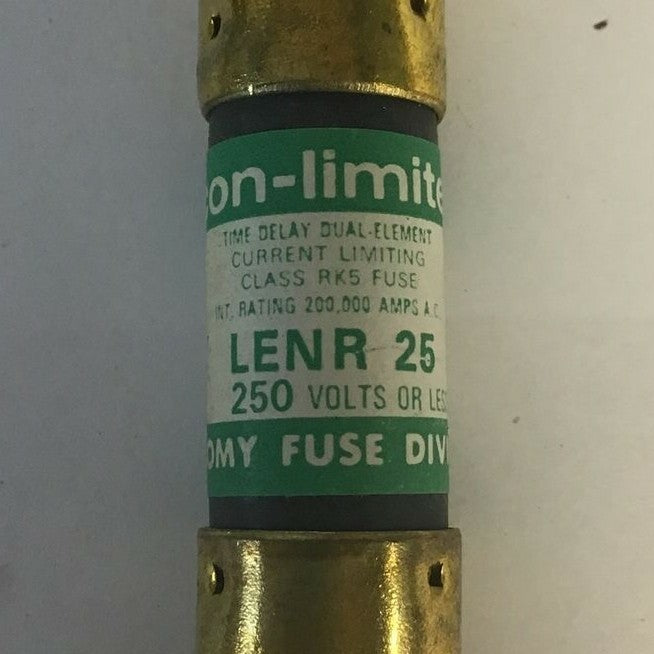 on-limite
TIME DELAY DUAL-ELEMENT
CURRENT LIMITING
CLASS RK5 FUSE
INT. RATING 200,000 AMPS A.C.
LENR 25
250 VOLTS OR LES
OMY FUSE DIV